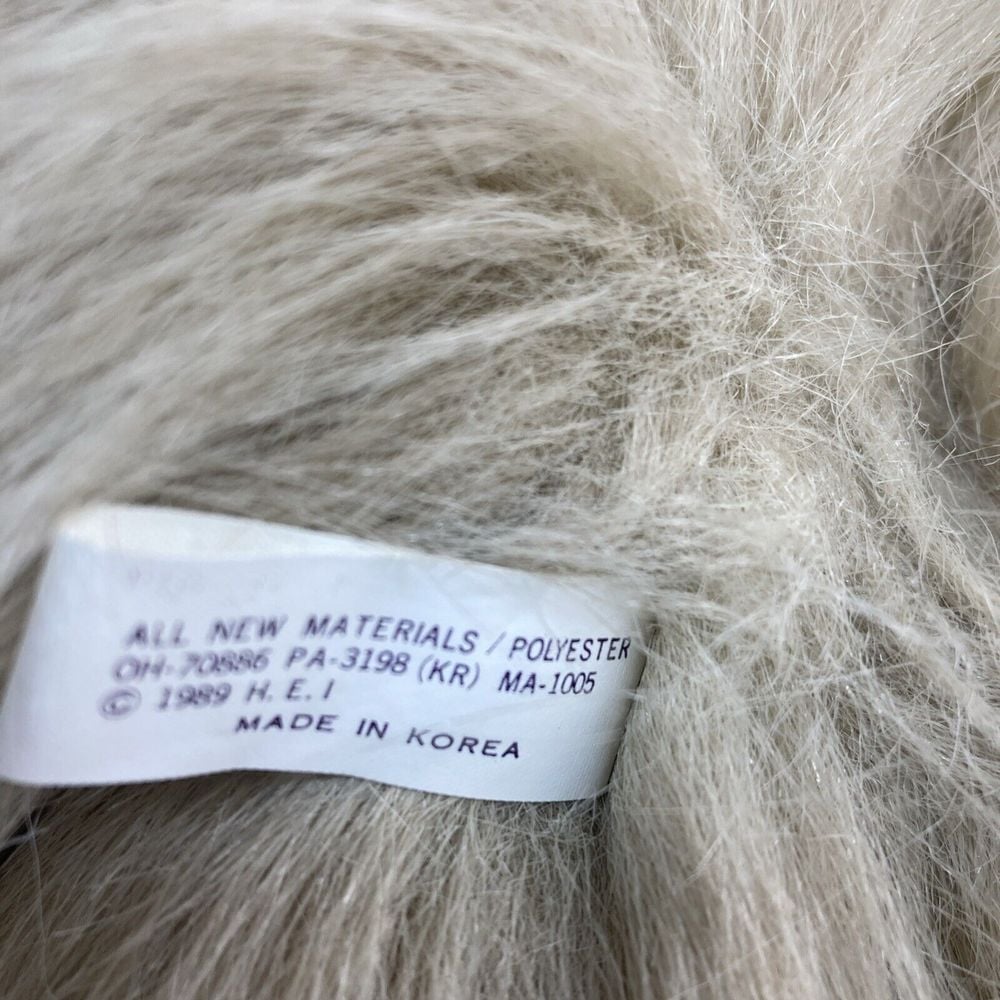 ALL NEW MATERIALS / POLYESTER
OH-70886 PA-3198 (KR) MA-1005
© 1989 H. E. I
MADE IN KOREA